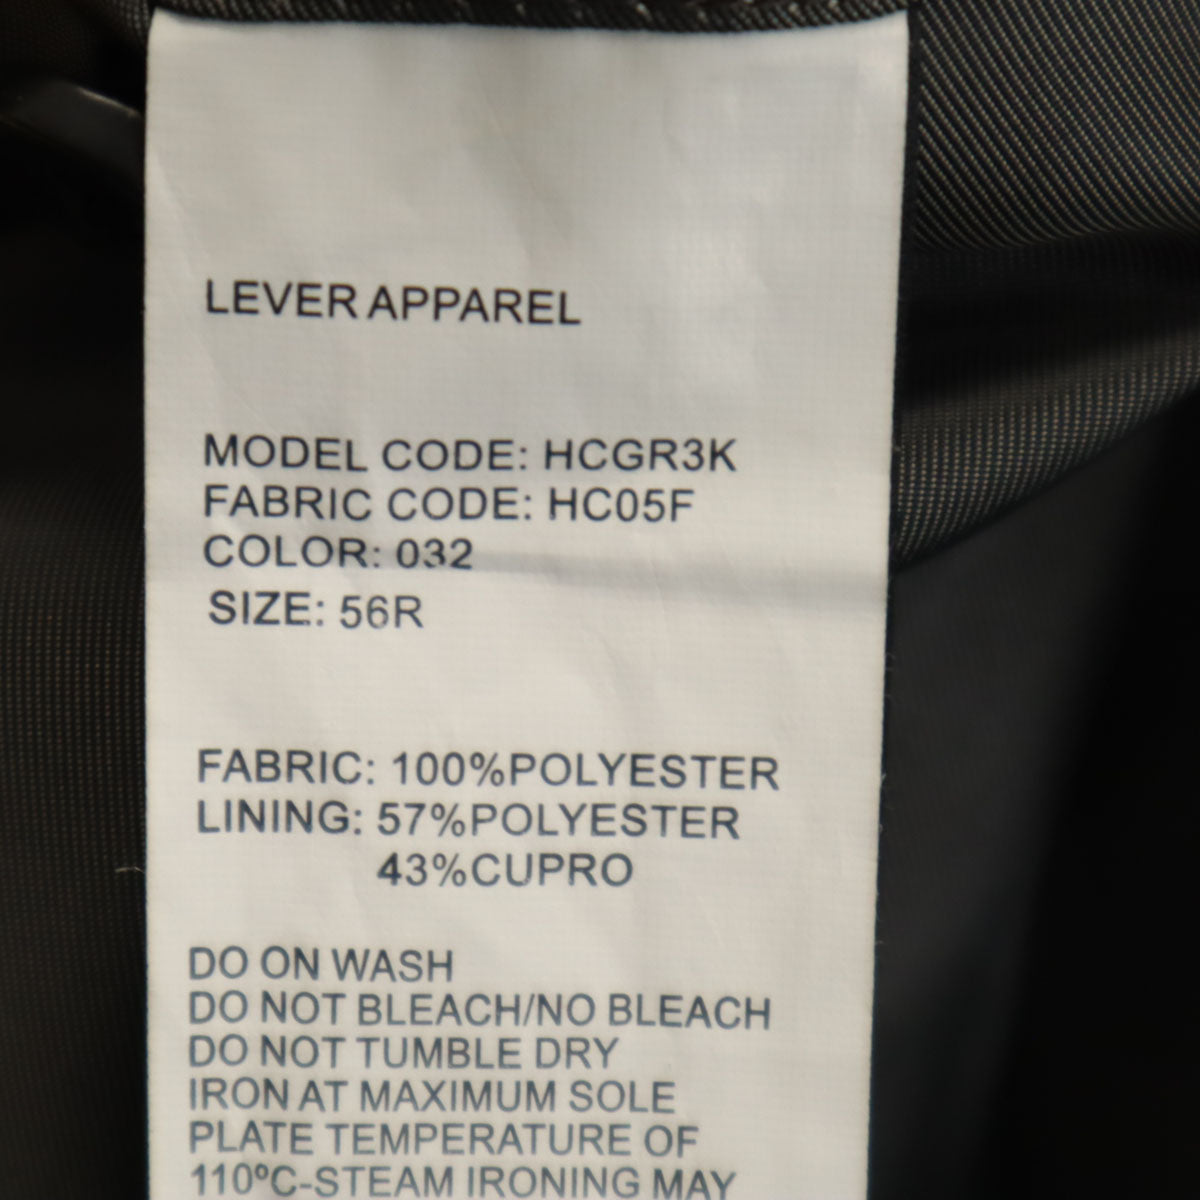 LEVER APPAREL
MODEL CODE: HCGR3K
FABRIC CODE: HC05F
COLOR: 032
SIZE: 56R
FABRIC: 100%POLYESTER
LINING: 57%POLYESTER
43%CUPRO
DO ON WASH
DO NOT BLEACH/NO BLEACH
DO NOT TUMBLE DRY
IRON AT MAXIMUM SOLE
PLATE TEMPERATURE OF
110ºC-STEAM IRONING MAY